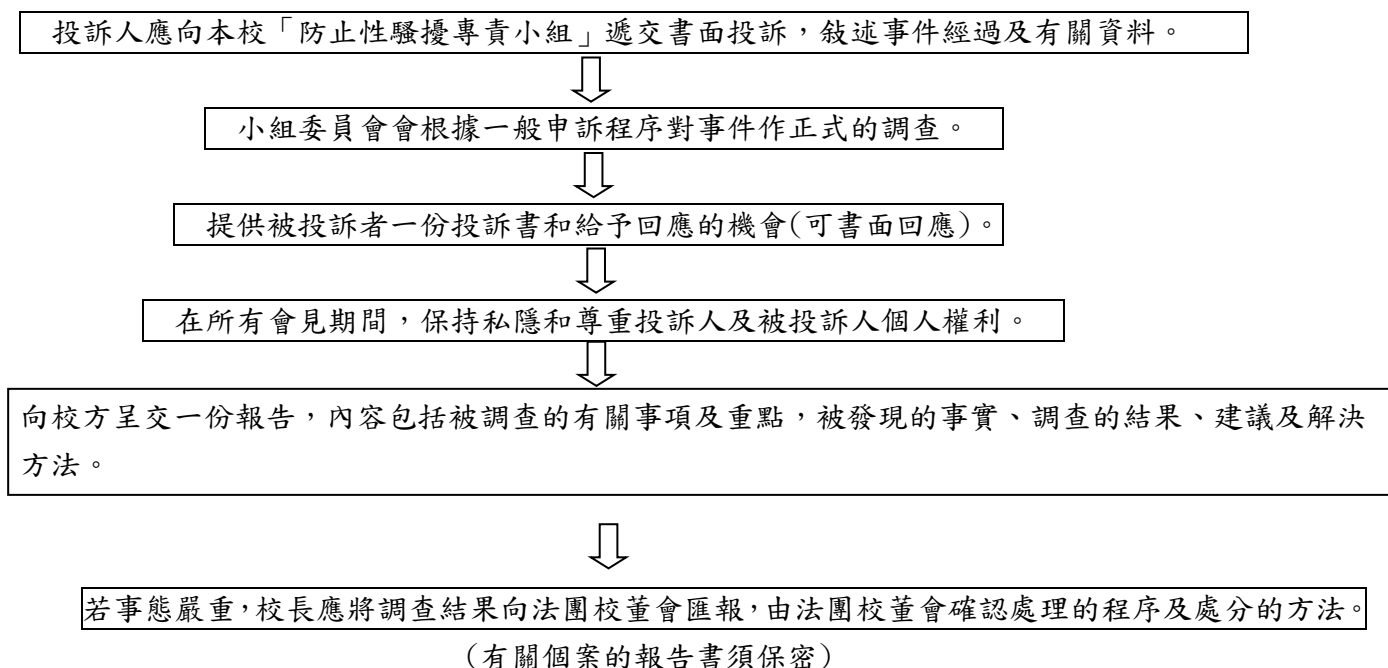 投訴人應向本校「防止性騷擾專責小組」遞交書面投訴，敍述事件經過及有關資料。
小組委員會會根據一般申訴程序對事件作正式的調查。
提供被投訴者一份投訴書和給予回應的機會(可書面回應)。
在所有會見期間，保持私隱和尊重投訴人及被投訴人個人權利。
向校方呈交一份報告，內容包括被調查的有關事項及重點，被發現的事實、調查的結果、建議及解決
方法。
若事態嚴重，校長應將調查結果向法團校董會匯報，由法團校董會確認處理的程序及處分的方法。
(有關個案的報告書須保密)